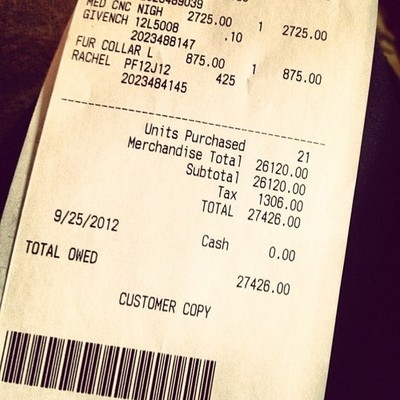 MED CNC NIGH 2725.00 1 2725.00
GIVENCH 12L5008 .10
2023488147
FUR COLLAR L 875.00 1 875.00
RACHEL PF12J12 425
2023484145
Units Purchased 21
Merchandise Total 26120.00
Subtotal 26120.00
Tax 1306.00
TOTAL 27426.00
9/25/2012
Cash 0.00
TOTAL OWED
27426.00
CUSTOMER COPY